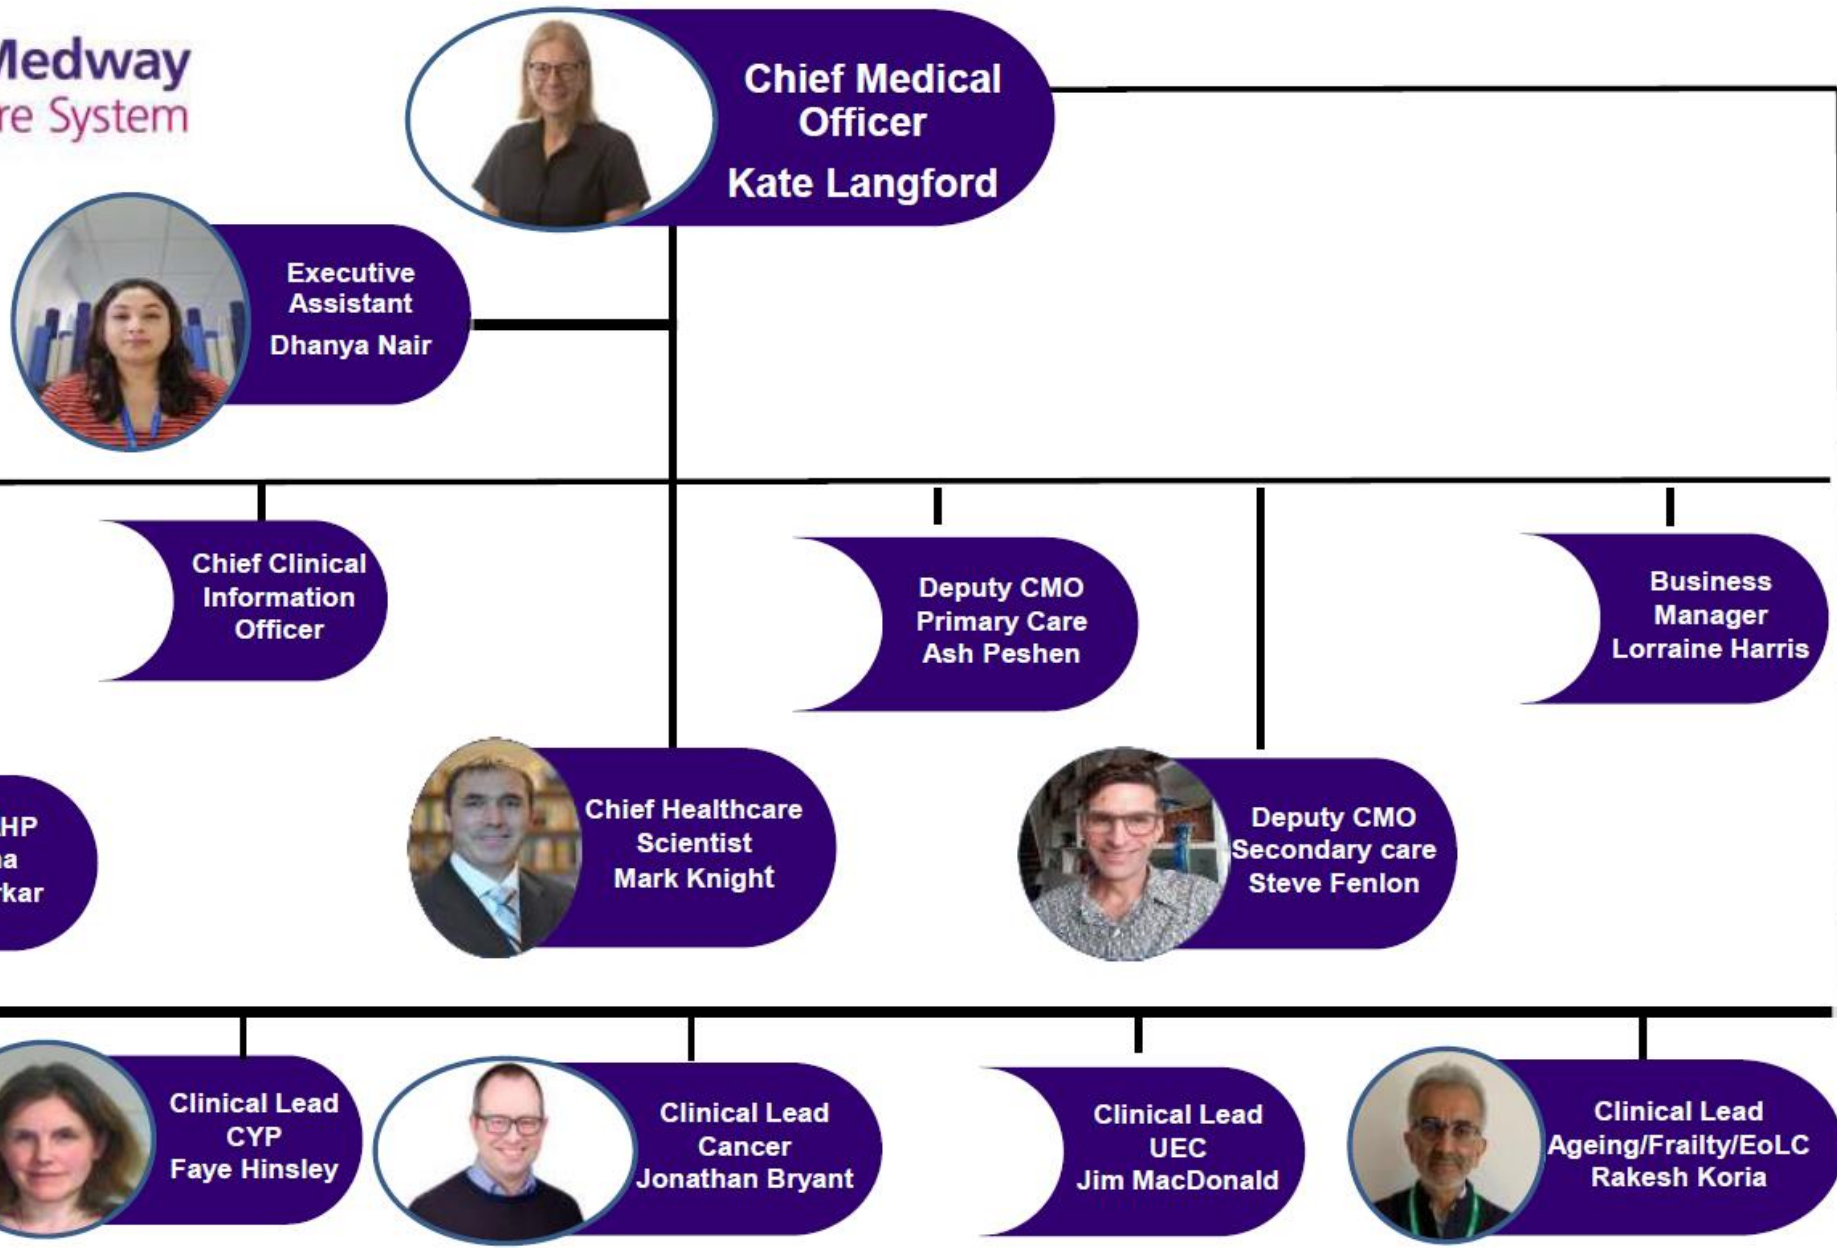 Medway
re System
Chief Medical
Officer
Kate Langford
Executive
Assistant
Dhanya Nair
Chief Clinical
Information
Officer
Deputy CMO
Primary Care
Ash Peshen
Business
Manager
Lorraine Harris
HP
a
kar
Chief Healthcare
Scientist
Mark Knight
Deputy CMO
Secondary care
Steve Fenlon
Clinical Lead
CYP
Faye Hinsley
Clinical Lead
Cancer
Jonathan Bryant
Clinical Lead
UEC
Jim MacDonald
Clinical Lead
Ageing/Frailty/EoLC
Rakesh Koria